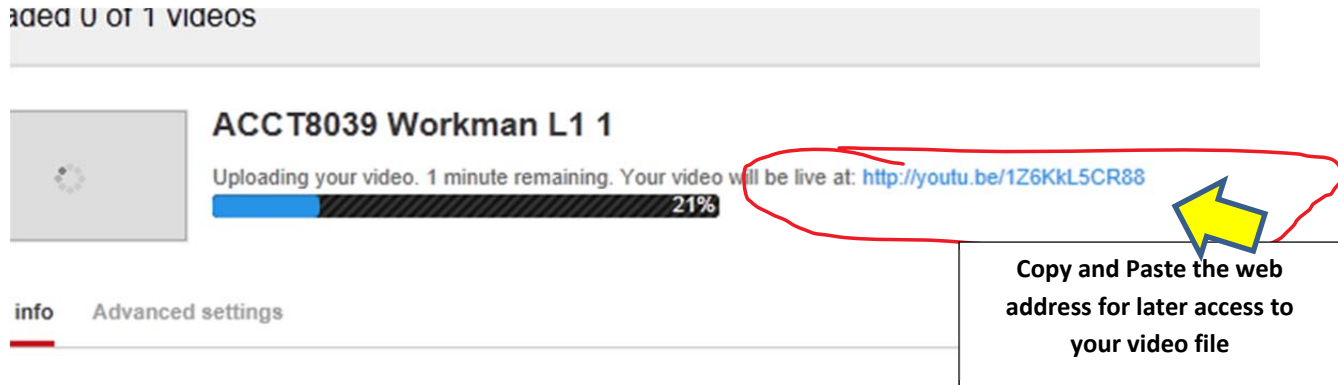 aded 0 of 1 videos
ACCT8039 Workman L1 1
Uploading your video. 1 minute remaining. Your video will be live at: http://youtu.be/1Z6KkL5CR88
21%
info Advanced settings
Copy and Paste the web
address for later access to
your video file